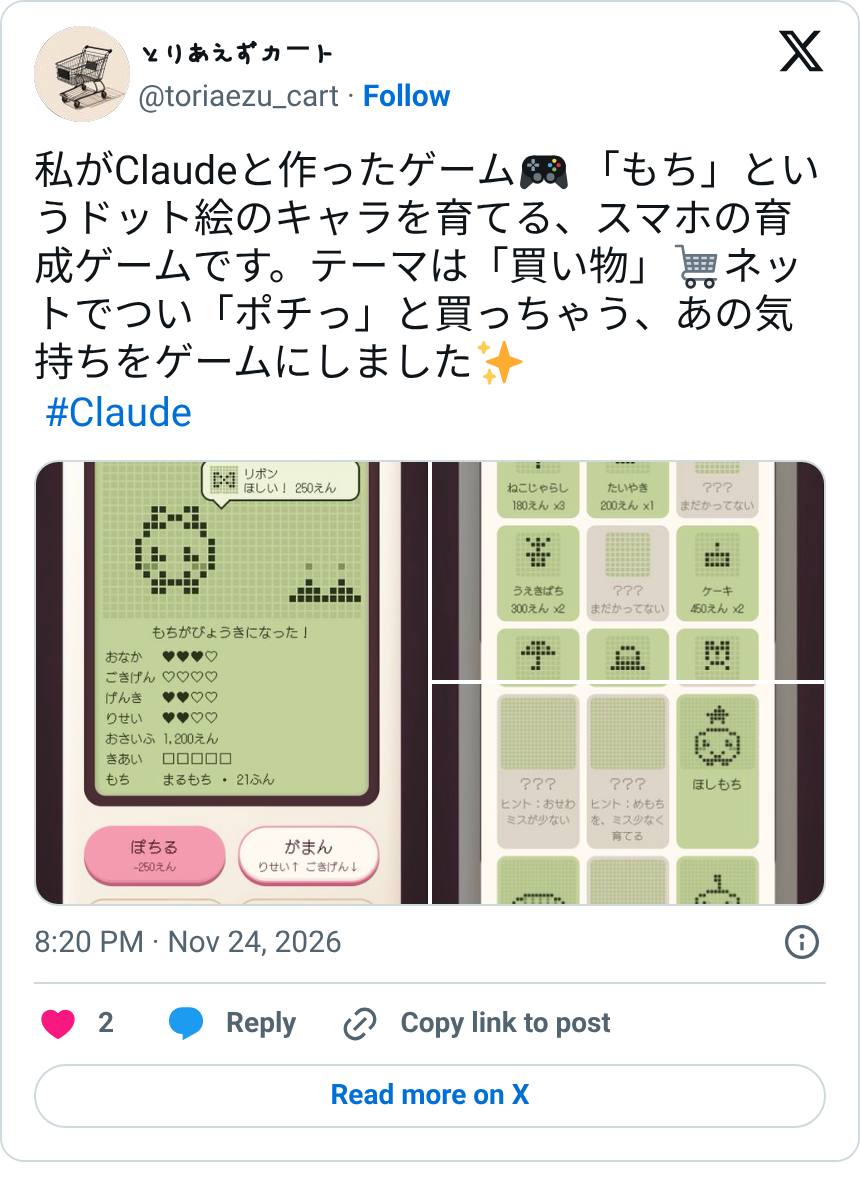 とりあえずカート
@toriaezu_cart · Follow
私がClaudeと作ったゲーム🎮「もち」とい
うドット絵のキャラを育てる、スマホの育
成ゲームです。テーマは「買い物」🛒ネッ
トでつい「ポチっ」と買っちゃう、あの気
持ちをゲームにしました✨
#Claude
リボン
ほしい！ 250えん
もちがびょうきになった！
おなか ♥♥♥♡
ごきげん ♡♡♡♡
げんき ♥♥♡♡
りせい ♥♥♡♡
おさいふ 1,200えん
きあい □□□□□
もち まるもち ・ 21ふん
ぽちる
-250えん
がまん
りせい↑ ごきげん↓
ねこじゃらし
180えん x3
たいやき
200えん x1
???
まだかってない
うえきばち
300えん x2
???
まだかってない
ケーキ
450えん x2
???
ヒント：おせわ
ミスが少ない
???
ヒント：めもち
を、ミス少なく
育てる
ほしもち
8:20 PM · Nov 24, 2026
2
Reply
Copy link to post
Read more on X